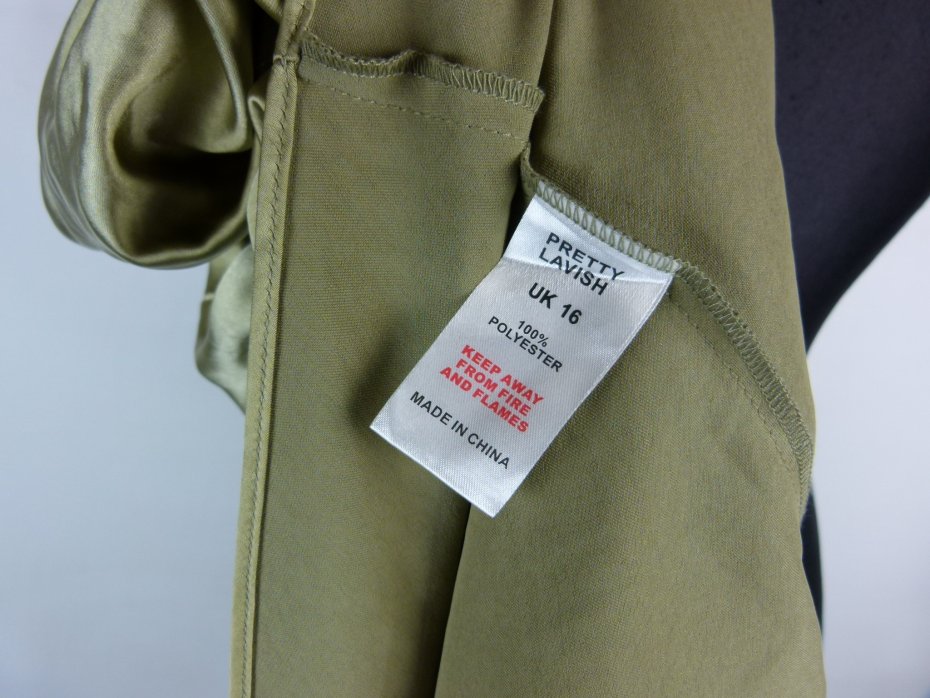 PRETTY
LAVISH
UK 16
100%
POLYESTER
KEEP AWAY
FROM FIRE
AND FLAMES
MADE IN CHINA